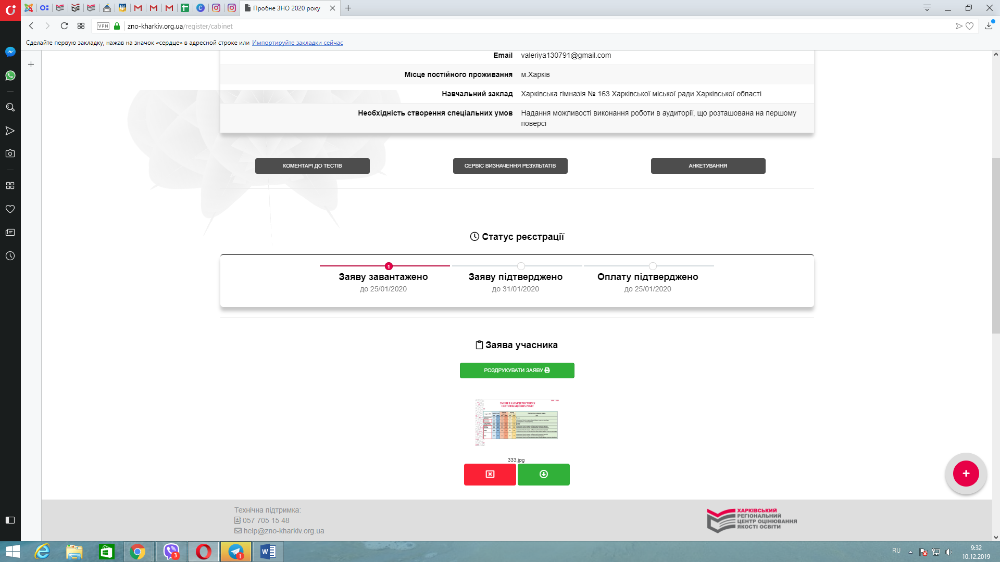 Пробне ЗНО 2020 року
VPN
zno-kharkiv.org.ua/register/cabinet
Сделайте первую закладку, нажав на значок «сердце» в адресной строке или Импортируйте закладки сейчас
Email valeriya130791@gmail.com
Місце постійного проживання м.Харків
Навчальний заклад Харківська гімназія № 163 Харківської міської ради Харківської області
Необхідність створення спеціальних умов Надання можливості виконання роботи в аудиторії, що розташована на першому
поверсі
КОМЕНТАРІ ДО ТЕСТІВ СЕРВІС ВИЗНАЧЕННЯ РЕЗУЛЬТАТІВ АНКЕТУВАННЯ
Статус реєстрації
1
Заяву завантажено Заяву підтверджено Оплату підтверджено
до 25/01/2020 до 31/01/2020 до 25/01/2020
Заява учасника
РОЗДРУКУВАТИ ЗАЯВУ
ЗМІНИ В ХАРАКТЕРИСТИКАХ
СЕРТИФІКАЦІЙНИХ РОБІТ
333.jpg
Технічна підтримка:
057 705 15 48
help@zno-kharkiv.org.ua
ХАРКІВСЬКИЙ
РЕГІОНАЛЬНИЙ
ЦЕНТР ОЦІНЮВАННЯ
ЯКОСТІ ОСВІТИ
3
1
RU
9:32
10.12.2019